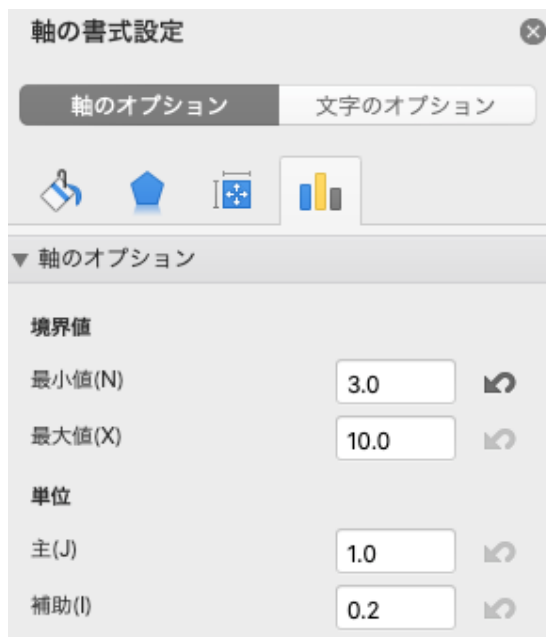 軸の書式設定
軸のオプション 文字のオプション
軸のオプション
境界値
最小値(N) 3.0
最大値(X) 10.0
単位
主(J) 1.0
補助(I) 0.2